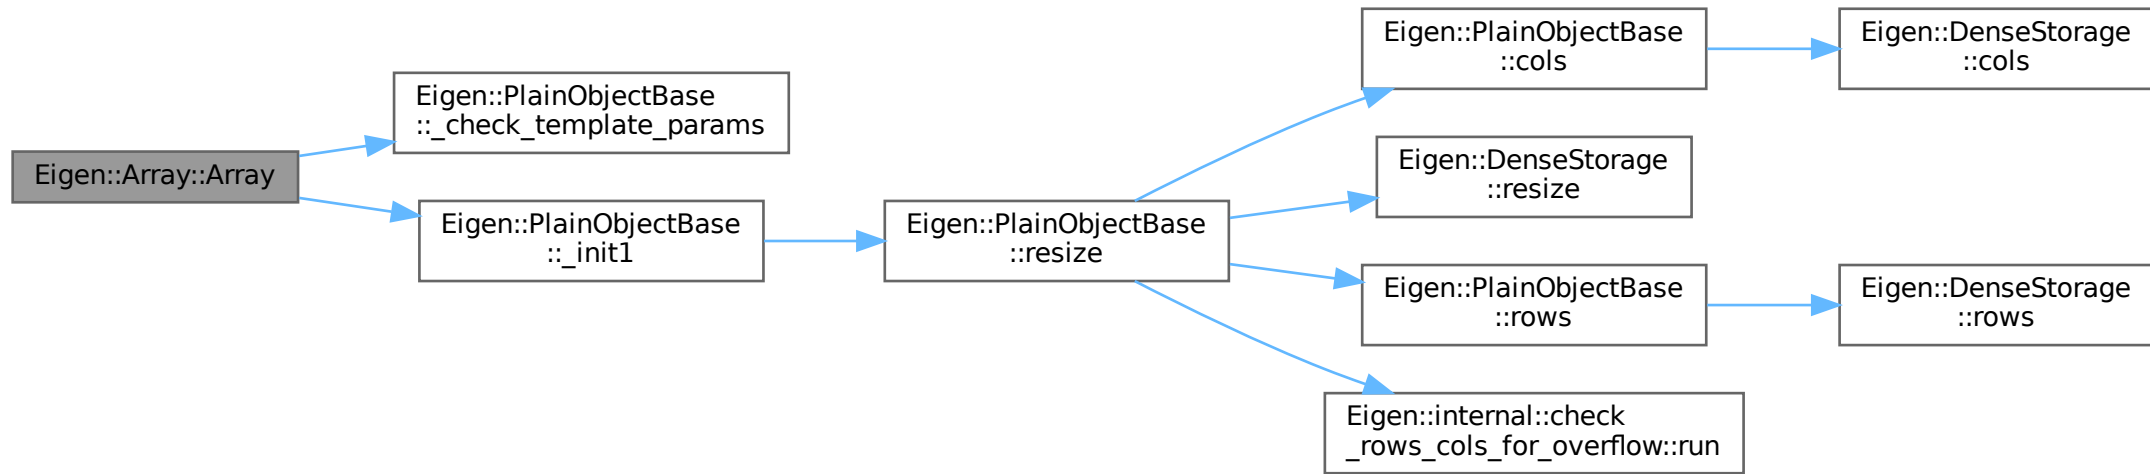 Eigen::Array::Array
Eigen::PlainObjectBase
::_check_template_params
Eigen::PlainObjectBase
::_init1
Eigen::PlainObjectBase
::resize
Eigen::PlainObjectBase
::cols
Eigen::DenseStorage
::cols
Eigen::DenseStorage
::resize
Eigen::PlainObjectBase
::rows
Eigen::DenseStorage
::rows
Eigen::internal::check
_rows_cols_for_overflow::run